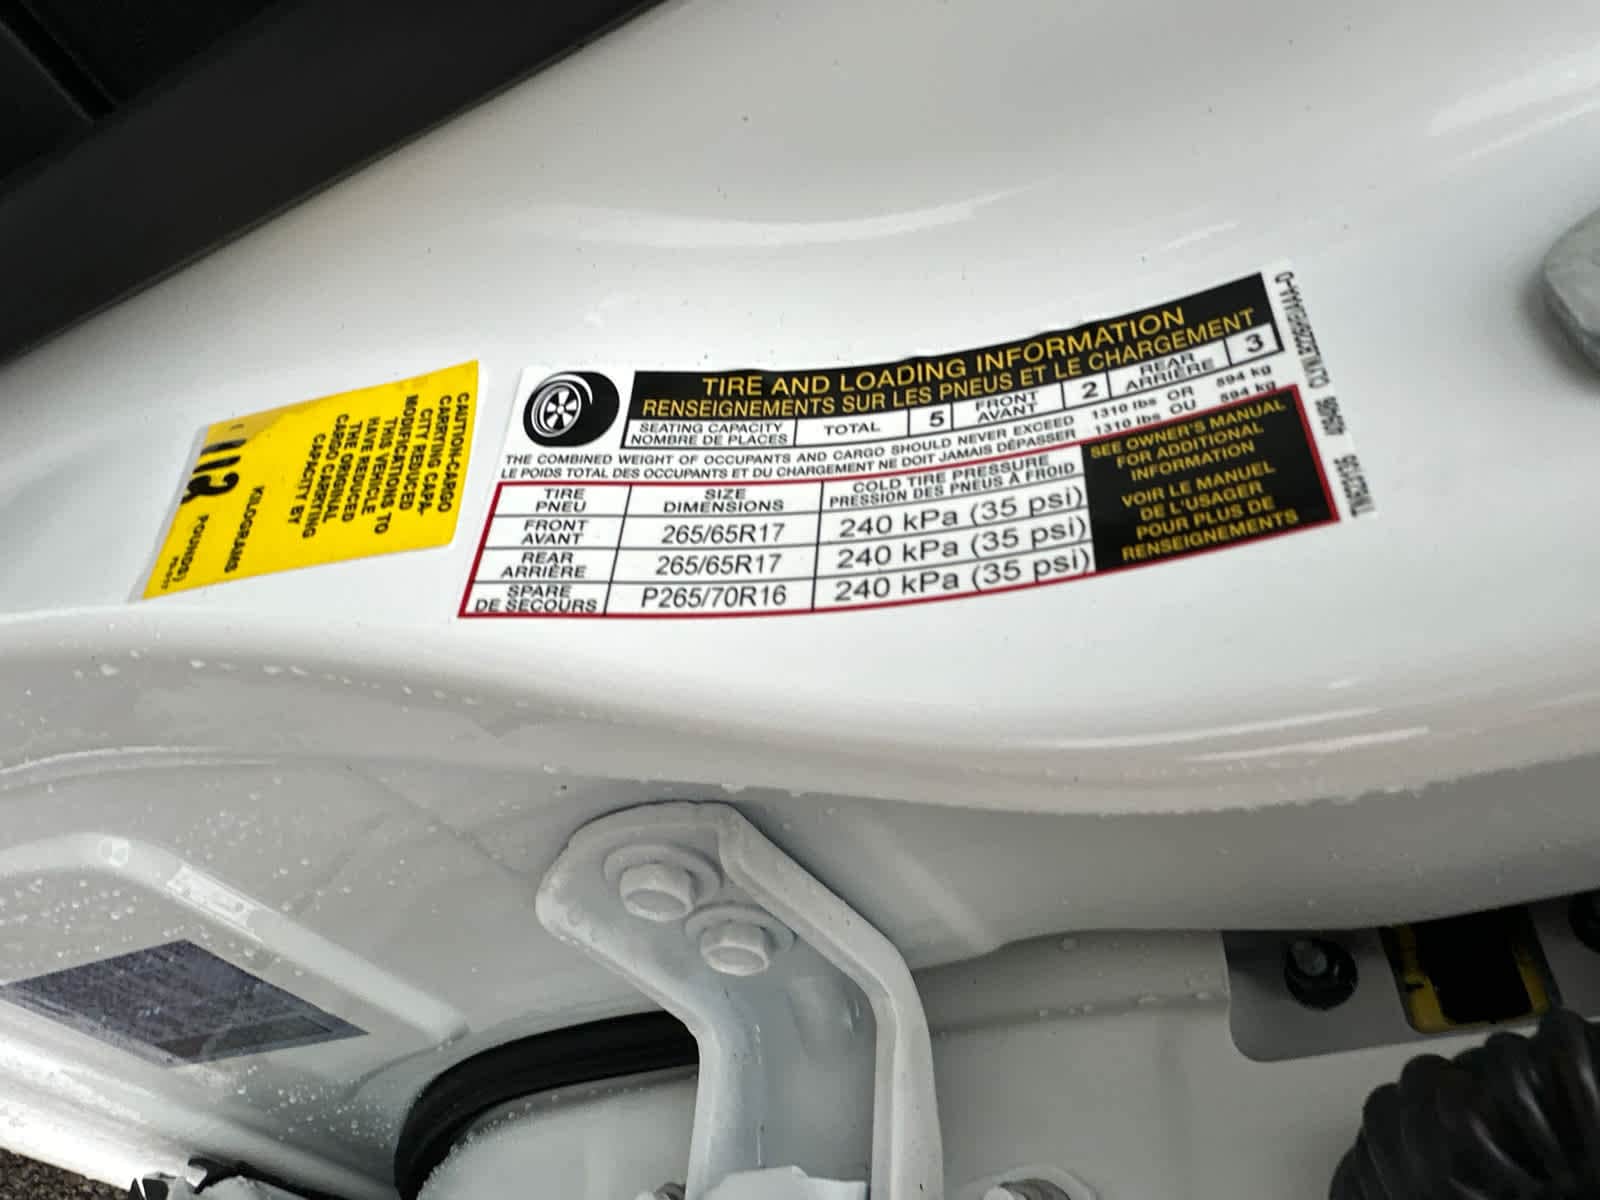 TIRE AND LOADING INFORMATION
RENSEIGNEMENTS SUR LES PNEUS ET LE CHARGEMENT
SEATING CAPACITY TOTAL 5 FRONT 2 REAR 3
NOMBRE DE PLACES AVANT ARRIÈRE
THE COMBINED WEIGHT OF OCCUPANTS AND CARGO SHOULD NEVER EXCEED 1310 lbs OR 594 kg
LE POIDS TOTAL DES OCCUPANTS ET DU CHARGEMENT NE DOIT JAMAIS DÉPASSER 1310 lbs OU 594 kg
TIRE SIZE COLD TIRE PRESSURE
PNEU DIMENSIONS PRESSION DES PNEUS À FROID
FRONT
AVANT 265/65R17 240 kPa (35 psi)
REAR
ARRIÈRE 265/65R17 240 kPa (35 psi)
SPARE
DE SECOURS P265/70R16 240 kPa (35 psi)
SEE OWNER'S MANUAL
FOR ADDITIONAL
INFORMATION
VOIR LE MANUEL
DE L'USAGER
POUR PLUS DE
RENSEIGNEMENTS
CAUTION-CARGO
CARRYING CAPA-
CITY REDUCED
MODIFICATIONS TO
THIS VEHICLE
HAVE REDUCED
THE ORIGINAL
CARGO CARRYING
CAPACITY BY
KILOGRAMS
POUNDS)